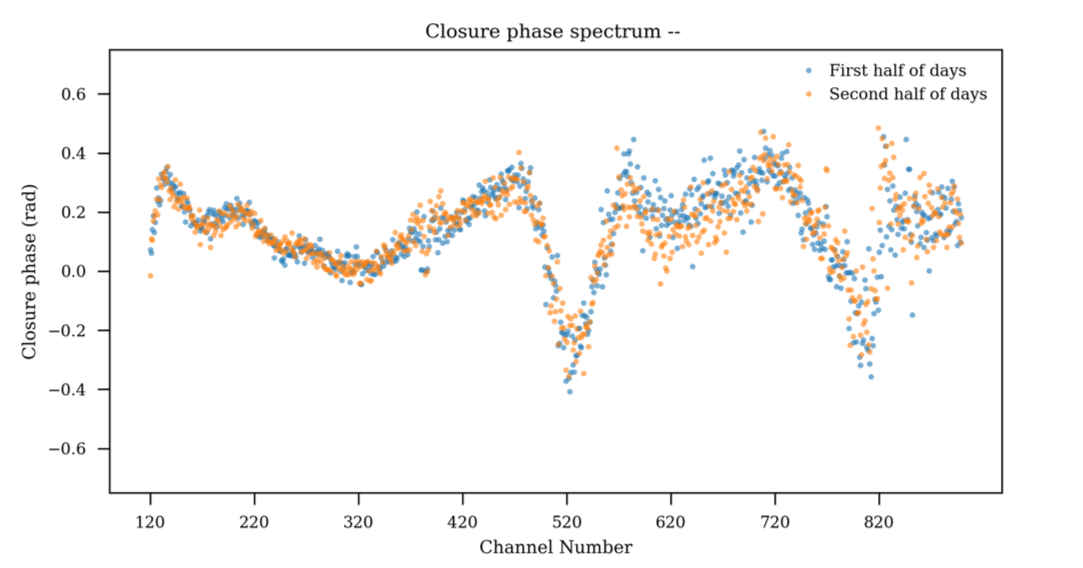 Closure phase spectrum --
First half of days
Second half of days
Closure phase (rad)
0.6
0.4
0.2
0.0
−0.2
−0.4
−0.6
120 220 320 420 520 620 720 820
Channel Number